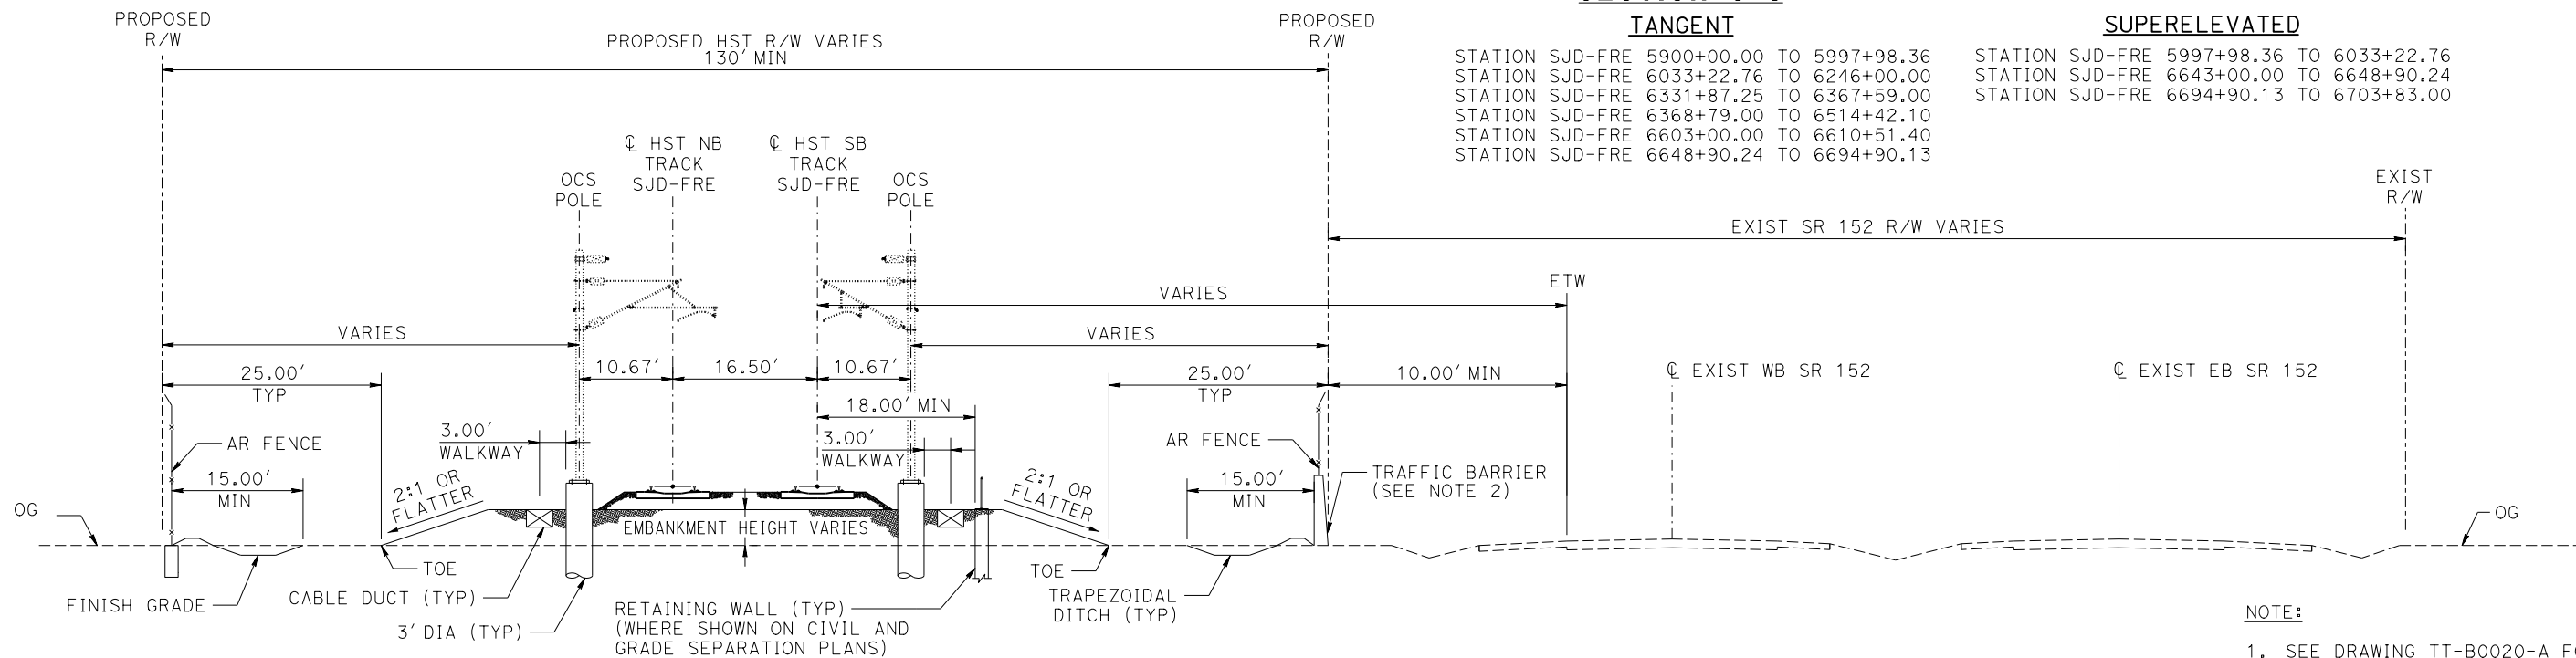 TANGENT
STATION SJD-FRE 5900+00.00 TO 5997+98.36
STATION SJD-FRE 6033+22.76 TO 6246+00.00
STATION SJD-FRE 6331+87.25 TO 6367+59.00
STATION SJD-FRE 6368+79.00 TO 6514+42.10
STATION SJD-FRE 6603+00.00 TO 6610+51.40
STATION SJD-FRE 6648+90.24 TO 6694+90.13
SUPERELEVATED
STATION SJD-FRE 5997+98.36 TO 6033+22.76
STATION SJD-FRE 6643+00.00 TO 6648+90.24
STATION SJD-FRE 6694+90.13 TO 6703+83.00
PROPOSED
R/W
PROPOSED HST R/W VARIES
130' MIN
PROPOSED
R/W
℄ HST NB
TRACK
SJD-FRE
℄ HST SB
TRACK
SJD-FRE
OCS
POLE
OCS
POLE
EXIST
R/W
EXIST SR 152 R/W VARIES
ETW
VARIES
VARIES
VARIES
25.00'
TYP
10.67'
16.50'
10.67'
25.00'
TYP
10.00' MIN
℄ EXIST WB SR 152
℄ EXIST EB SR 152
18.00' MIN
3.00'
WALKWAY
3.00'
WALKWAY
AR FENCE
AR FENCE
15.00'
MIN
2:1 OR
FLATTER
2:1 OR
FLATTER
15.00'
MIN
TRAFFIC BARRIER
(SEE NOTE 2)
OG
EMBANKMENT HEIGHT VARIES
OG
TOE
TOE
FINISH GRADE
CABLE DUCT (TYP)
3' DIA (TYP)
RETAINING WALL (TYP)
(WHERE SHOWN ON CIVIL AND
GRADE SEPARATION PLANS)
TRAPEZOIDAL
DITCH (TYP)
NOTE:
1. SEE DRAWING TT-B0020-A